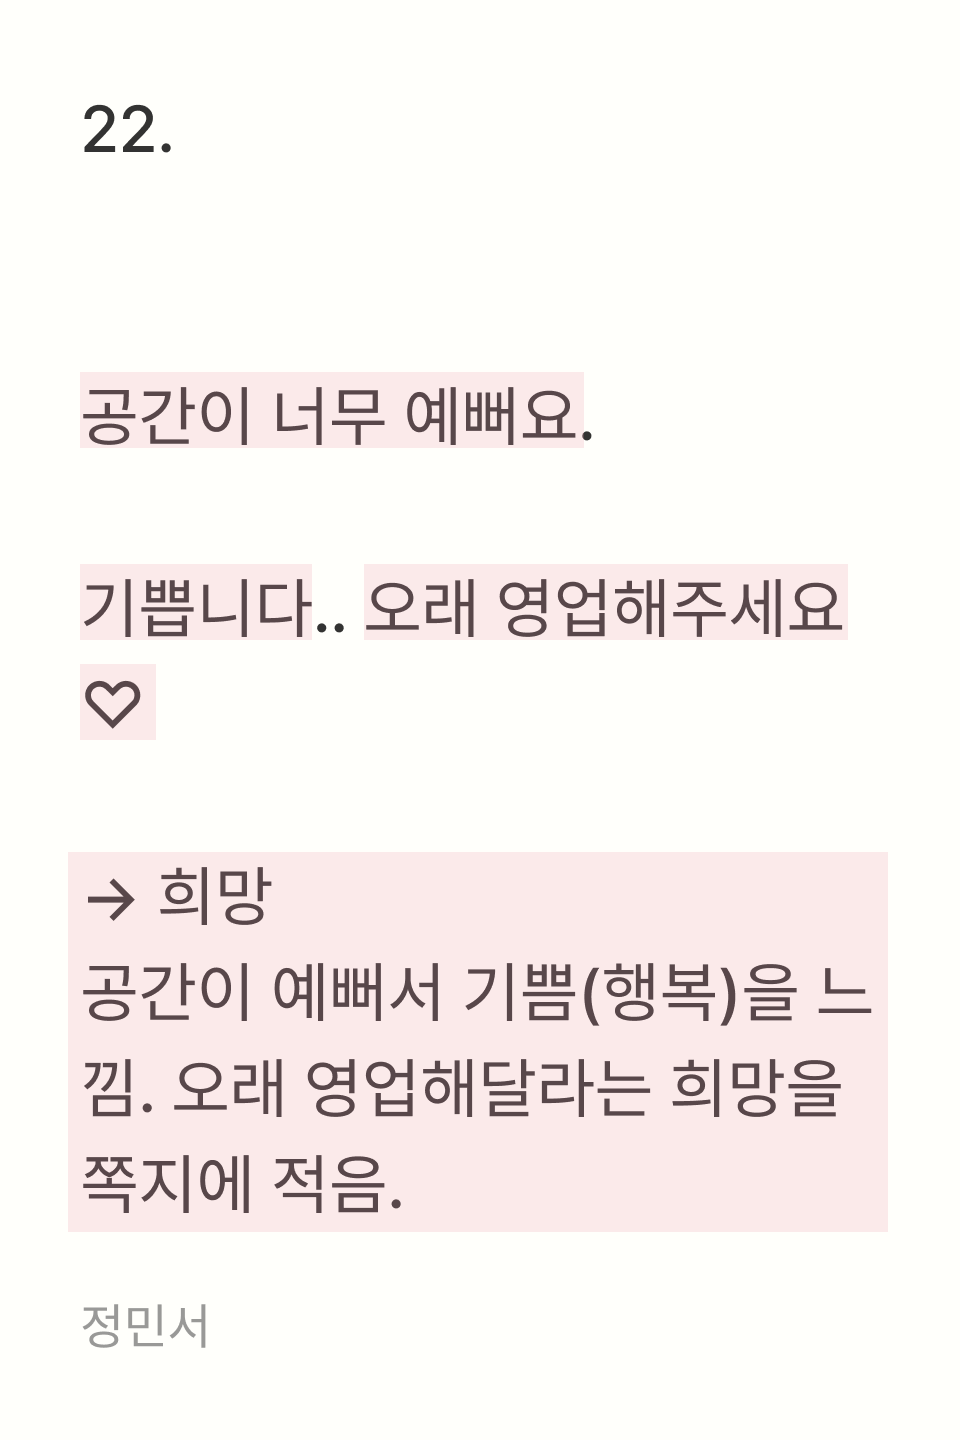 22.
공간이 너무 예뻐요.
기쁩니다.. 오래 영업해주세요
♡
→ 희망
공간이 예뻐서 기쁨(행복)을 느
낌. 오래 영업해달라는 희망을
쪽지에 적음.
정민서